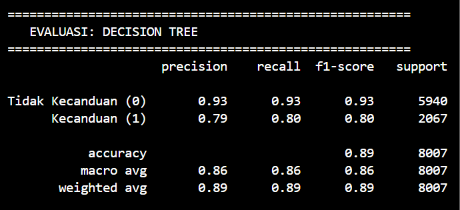 ======================================================
EVALUASI: DECISION TREE
======================================================
precision recall f1-score support
Tidak Kecanduan (0) 0.93 0.93 0.93 5940
Kecanduan (1) 0.79 0.80 0.80 2067
accuracy 0.89 8007
macro avg 0.86 0.86 0.86 8007
weighted avg 0.89 0.89 0.89 8007